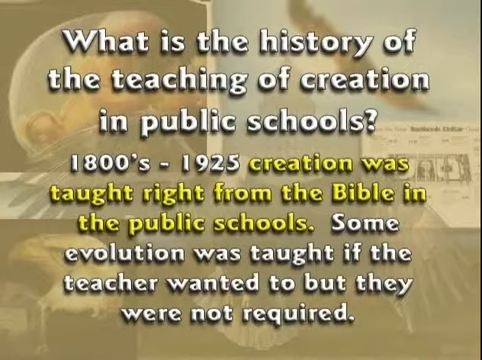 What is the history of
the teaching of creation
in public schools?
1800's - 1925 creation was
taught right from the Bible in
the public schools. Some
evolution was taught if the
teacher wanted to but they
were not required.